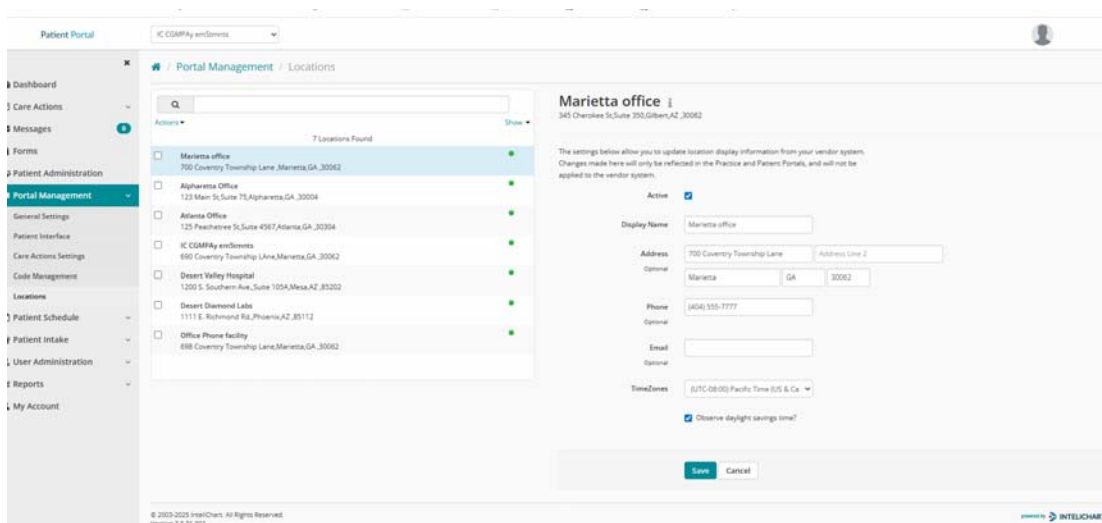 Patient Portal
IC CGMPAy emStmnts
Portal Management / Locations
Dashboard
Care Actions
Messages 0
Forms
Patient Administration
Portal Management
General Settings
Patient Interface
Care Actions Settings
Code Management
Locations
Patient Schedule
Patient Intake
User Administration
Reports
My Account
Actions
Show
7 Locations Found
Marietta office
700 Coventry Township Lane ,Marietta,GA ,30062
Alpharetta Office
123 Main St,Suite 75,Alpharetta,GA ,30004
Atlanta Office
125 Peachetree St,Suite 4567,Atlanta,GA ,30304
IC CGMPAy emStmnts
690 Coventry Township LAne,Marietta,GA ,30062
Desert Valley Hospital
1200 S. Southern Ave.,Suite 105A,Mesa,AZ ,85202
Desert Diamond Labs
1111 E. Richmond Rd.,Phoenix,AZ ,85112
Office Phone facility
698 Coventry Township Lane,Marietta,GA ,30062
Marietta office
345 Cherokee St,Suite 350,Gilbert,AZ ,30062
The settings below allow you to update location display information from your vendor system.
Changes made here will only be reflected in the Practice and Patient Portals, and will not be
applied to the vendor system.
Active
Display Name Marietta office
Address 700 Coventry Township Lane Address Line 2
Optional
Marietta GA 30062
Phone (404) 555-7777
Optional
Email
Optional
TimeZones (UTC-08:00) Pacific Time (US & Ca
Observe daylight savings time?
Save Cancel
© 2003-2025 InteliChart. All Rights Reserved.
powered by INTELICHAR